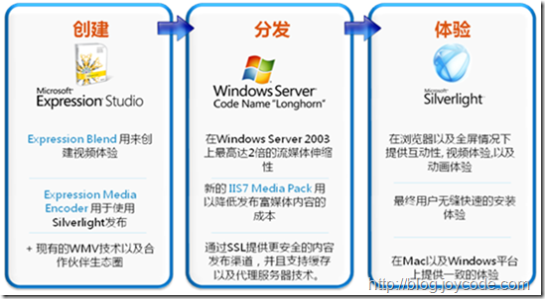 创建
Microsoft
Expression Studio
Expression Blend 用来创
建视频体验
Expression Media
Encoder 用于使用
Silverlight发布
+ 现有的WMV技术以及合
作伙伴生态圈
分发
Windows Server
Code Name "Longhorn"
在Windows Server 2003
上最高达2倍的流媒体伸缩
性
新的 IIS7 Media Pack 用
以降低发布富媒体内容的
成本
通过SSL提供更安全的内容
发布渠道，并且支持缓存
以及代理服务器技术。
体验
Microsoft
Silverlight
在浏览器以及全屏情况下
提供互动性, 视频体验,以及
动画体验
最终用户无缝快速的安装
体验
在Mac以及Windows平台
上提供一致的体验
http://blog.joycode.com